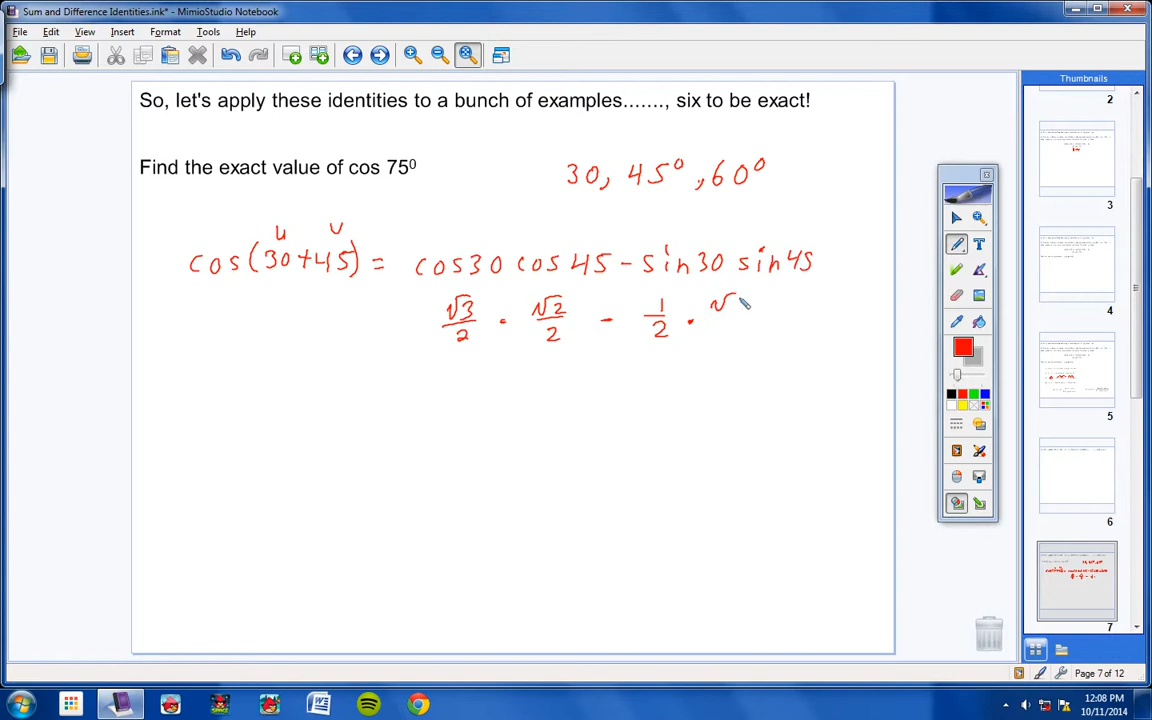 Sum and Difference Identities.ink* - MimioStudio Notebook
File Edit View Insert Format Tools Help
So, let's apply these identities to a bunch of examples......., six to be exact!
Thumbnails
2
Find the exact value of cos 75⁰
30, 45⁰, 60⁰
3
u v
cos(30+45) = cos30 cos45 - sin30 sin45
√3/2 · √2/2 - 1/2 · √
T
5
6
7
Page 7 of 12
W
12:08 PM
10/11/2014